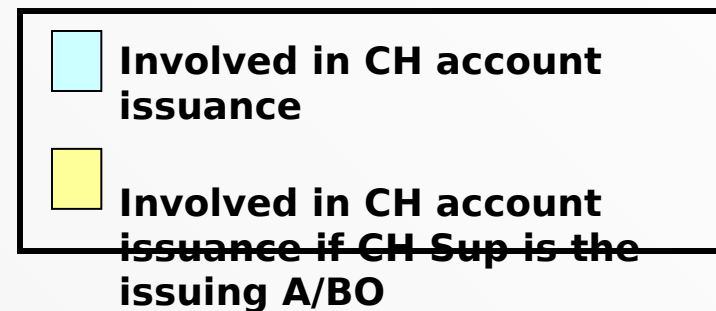 Involved in CH account
issuance
Involved in CH account
issuance if CH Sup is the
issuing A/BO